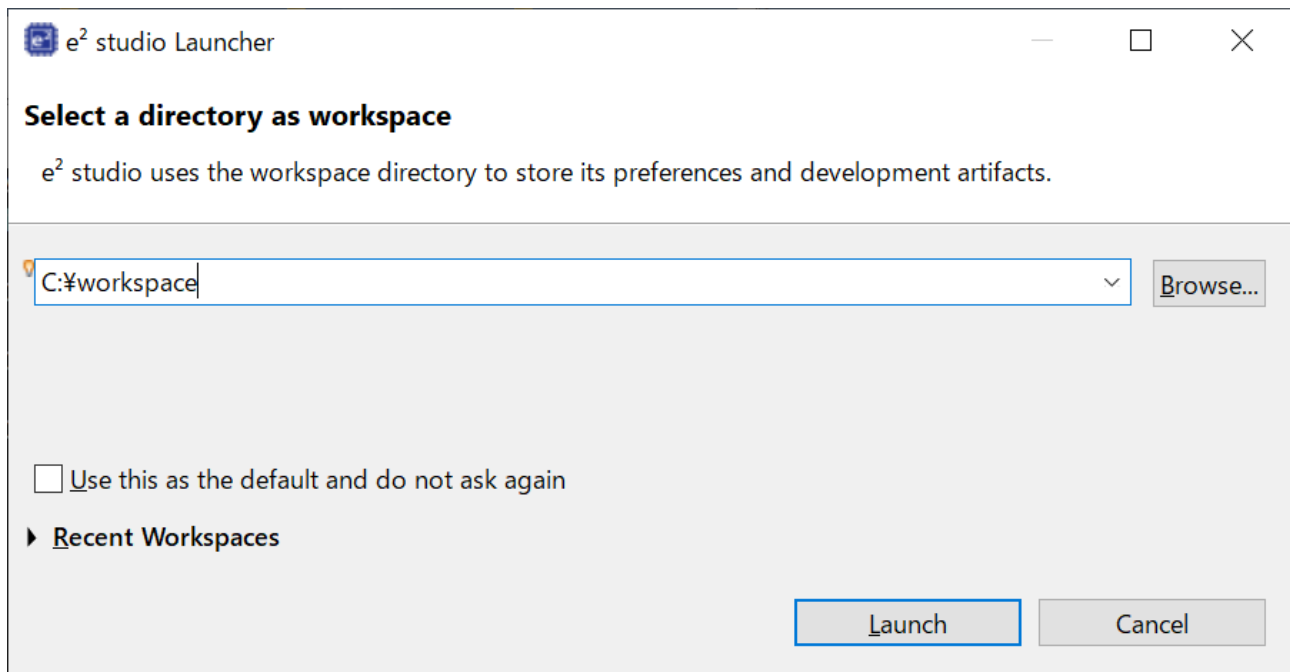 e² studio Launcher
Select a directory as workspace
e² studio uses the workspace directory to store its preferences and development artifacts.
C:¥workspace
Browse...
Use this as the default and do not ask again
Recent Workspaces
Launch
Cancel